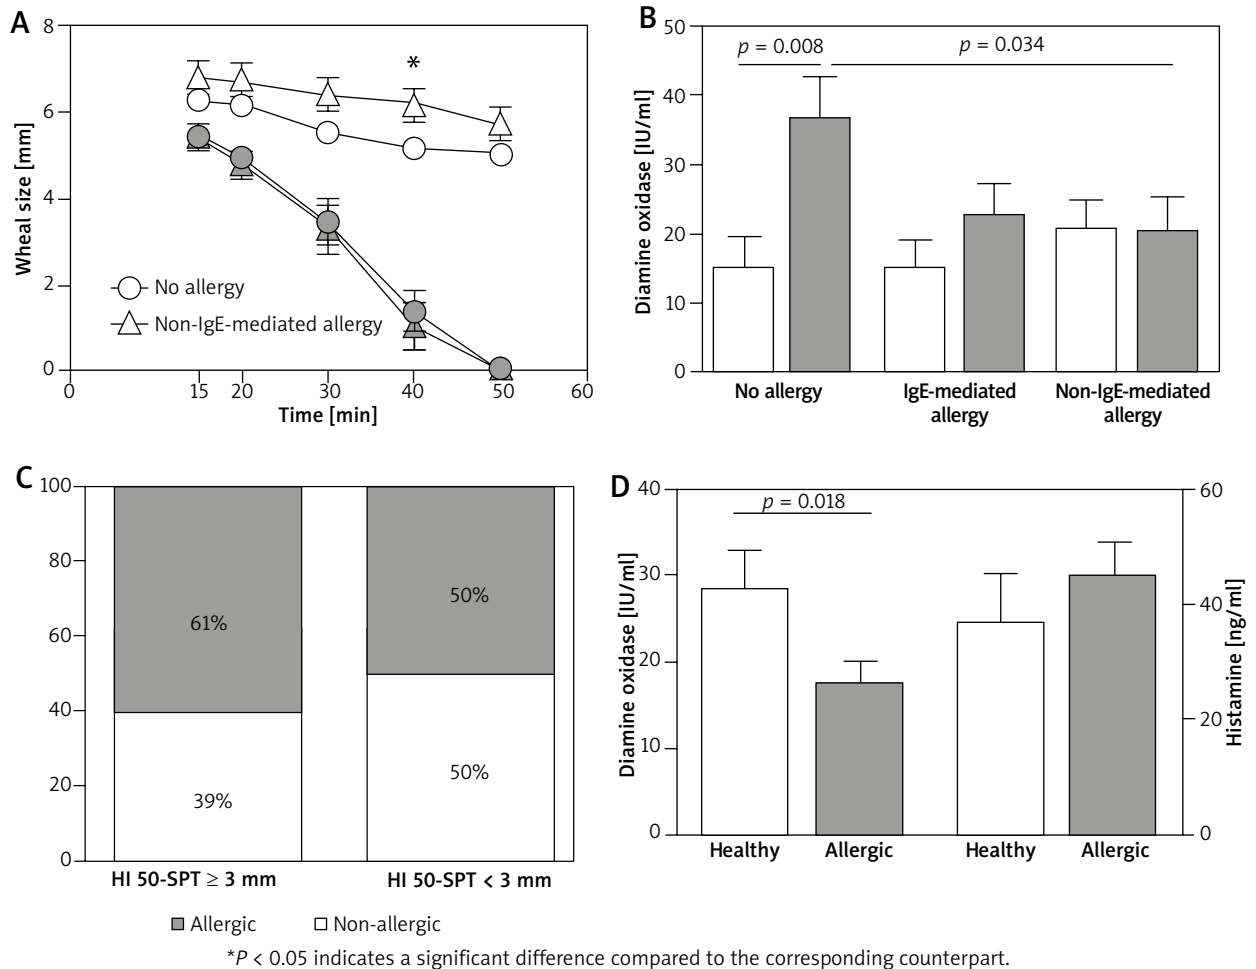 A
8
6
4
2
0
Wheal size [mm]
*
No allergy
Non-IgE-mediated allergy
0 15 20 30 40 50 60
Time [min]
B
50
40
30
20
10
0
Diamine oxidase [IU/ml]
p = 0.008
p = 0.034
No allergy
IgE-mediated
allergy
Non-IgE-mediated
allergy
C
100
80
60
40
20
0
61%
39%
50%
50%
HI 50-SPT ≥ 3 mm
HI 50-SPT < 3 mm
Allergic Non-allergic
D
40
30
20
10
0
Diamine oxidase [IU/ml]
p = 0.018
60
40
20
0
Histamine [ng/ml]
Healthy Allergic Healthy Allergic
*P < 0.05 indicates a significant difference compared to the corresponding counterpart.